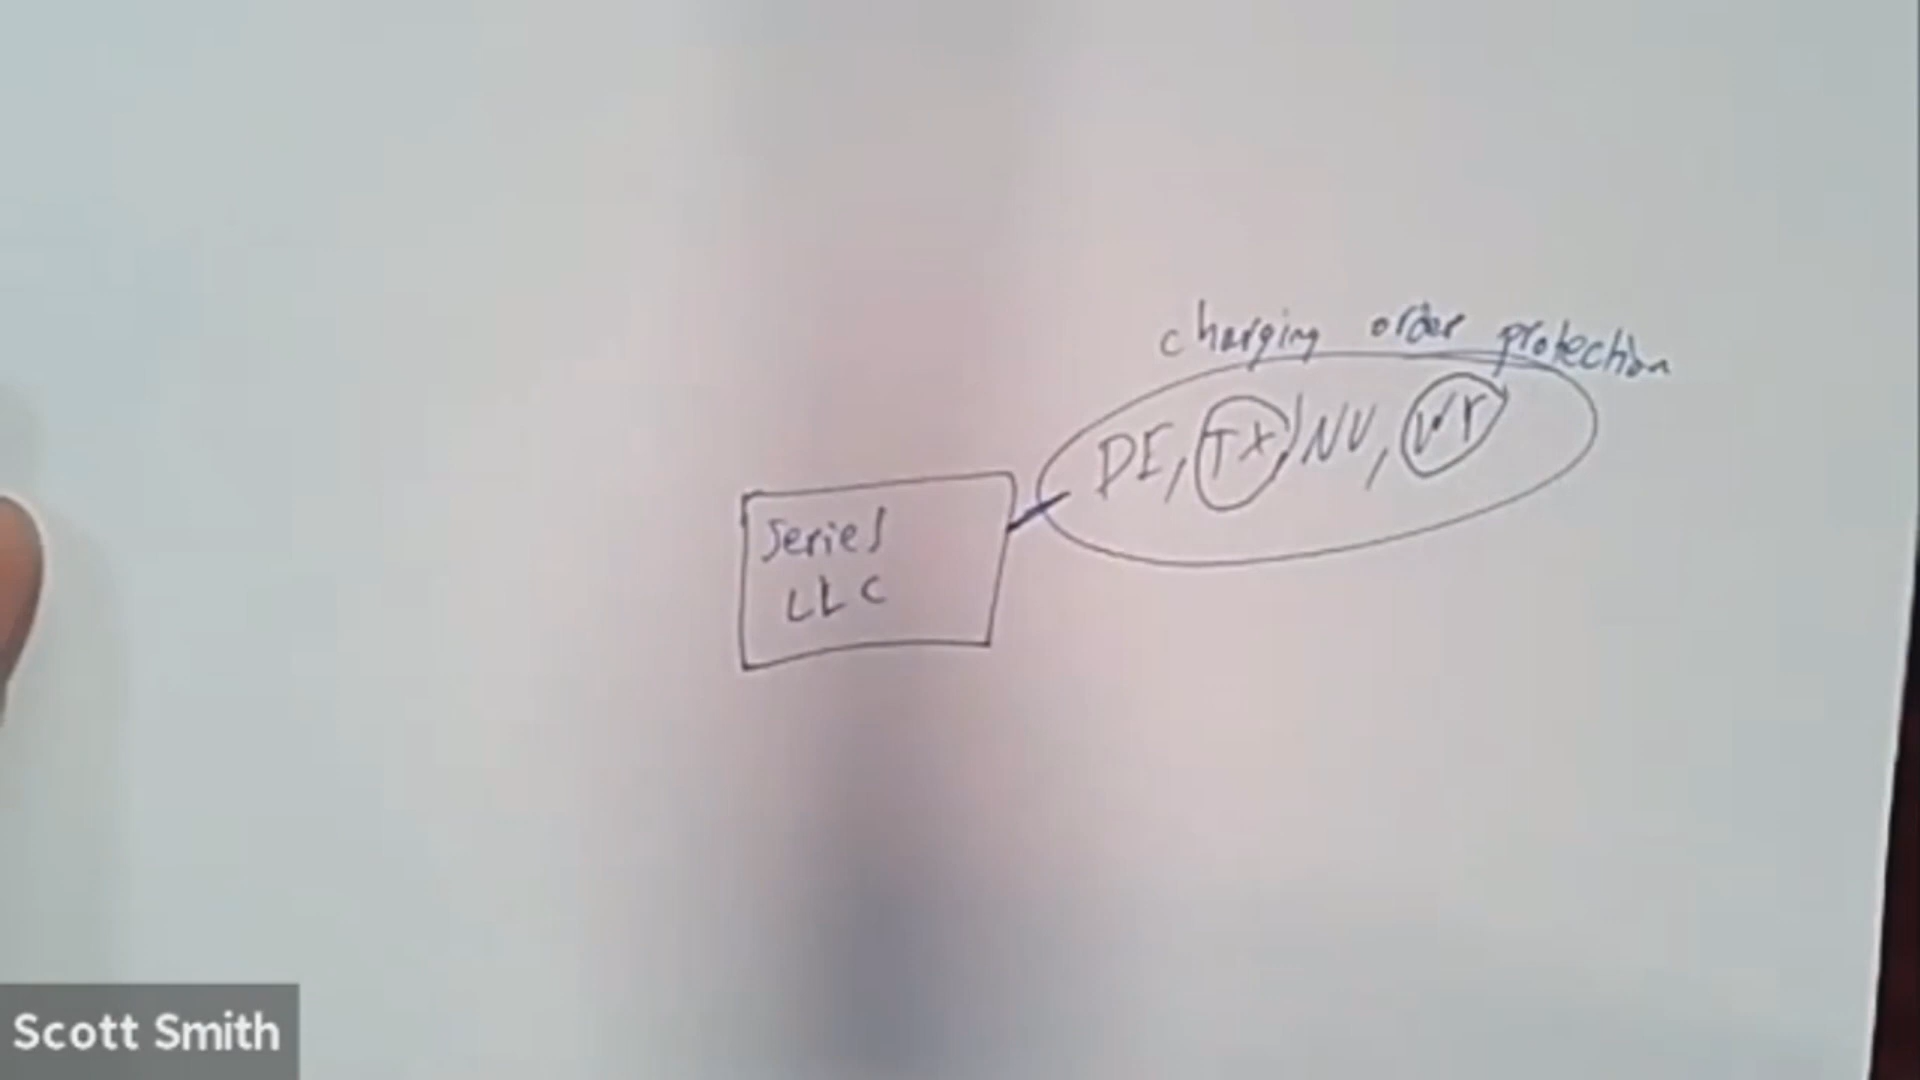 charging order protection
DE, TX, NV, WY
Series
LLC
Scott Smith